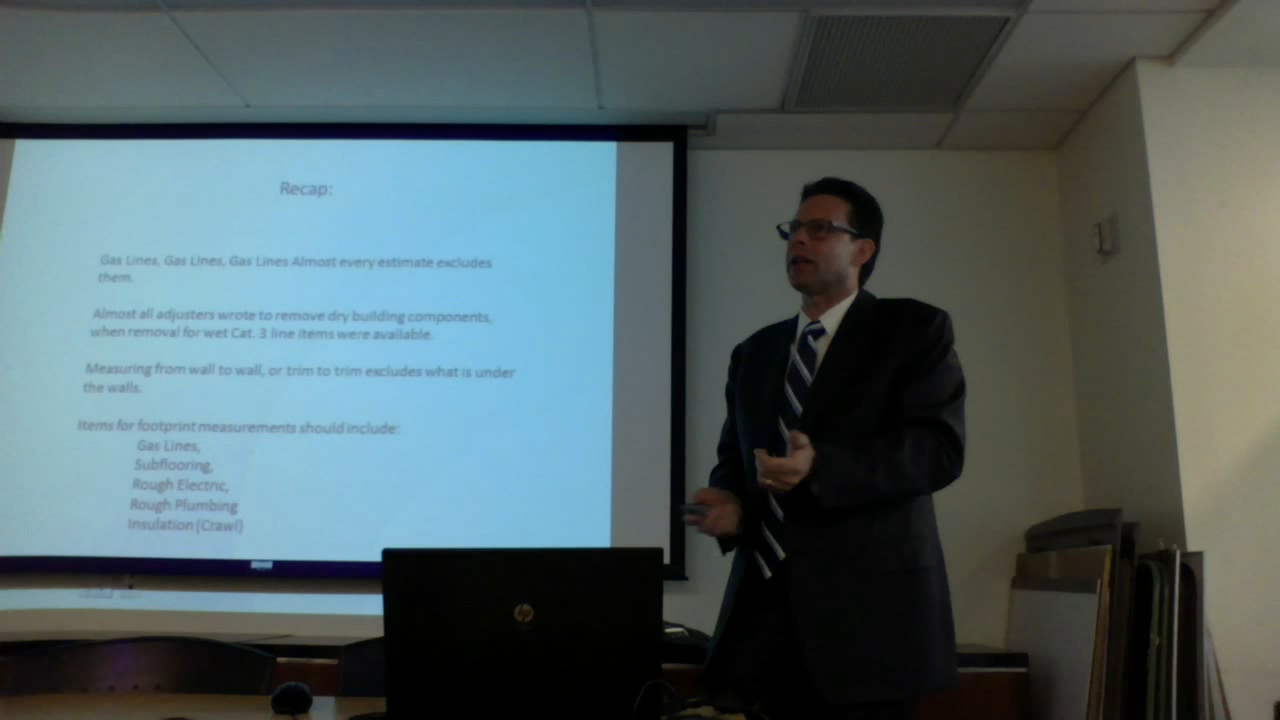 Recap:
Gas Lines, Gas Lines, Gas Lines Almost every estimate excludes
them.
Almost all adjusters wrote to remove dry building components,
when removal for wet Cat. 3 line items were available.
Measuring from wall to wall, or trim to trim excludes what is under
the walls.
Items for footprint measurements should include:
Gas Lines,
Subflooring,
Rough Electric,
Rough Plumbing
Insulation (Crawl)
hp